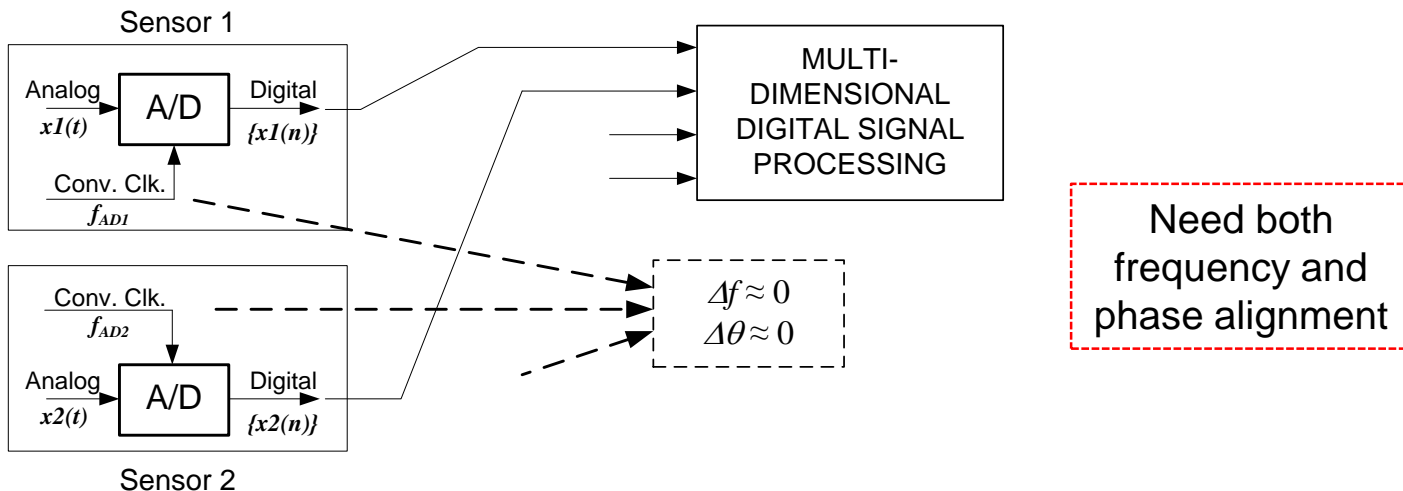 Sensor 1
Analog
x1(t)
A/D
Digital
{x1(n)}
Conv. Clk.
fAD1
MULTI-
DIMENSIONAL
DIGITAL SIGNAL
PROCESSING
Need both
frequency and
phase alignment
Δf ≈ 0
Δθ ≈ 0
Conv. Clk.
fAD2
Analog
x2(t)
A/D
Digital
{x2(n)}
Sensor 2